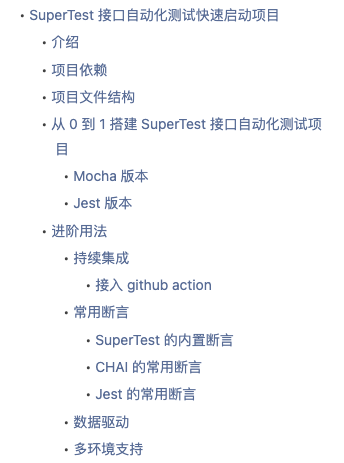 SuperTest 接口自动化测试快速启动项目
介绍
项目依赖
项目文件结构
从 0 到 1 搭建 SuperTest 接口自动化测试项
目
Mocha 版本
Jest 版本
进阶用法
持续集成
接入 github action
常用断言
SuperTest 的内置断言
CHAI 的常用断言
Jest 的常用断言
数据驱动
多环境支持